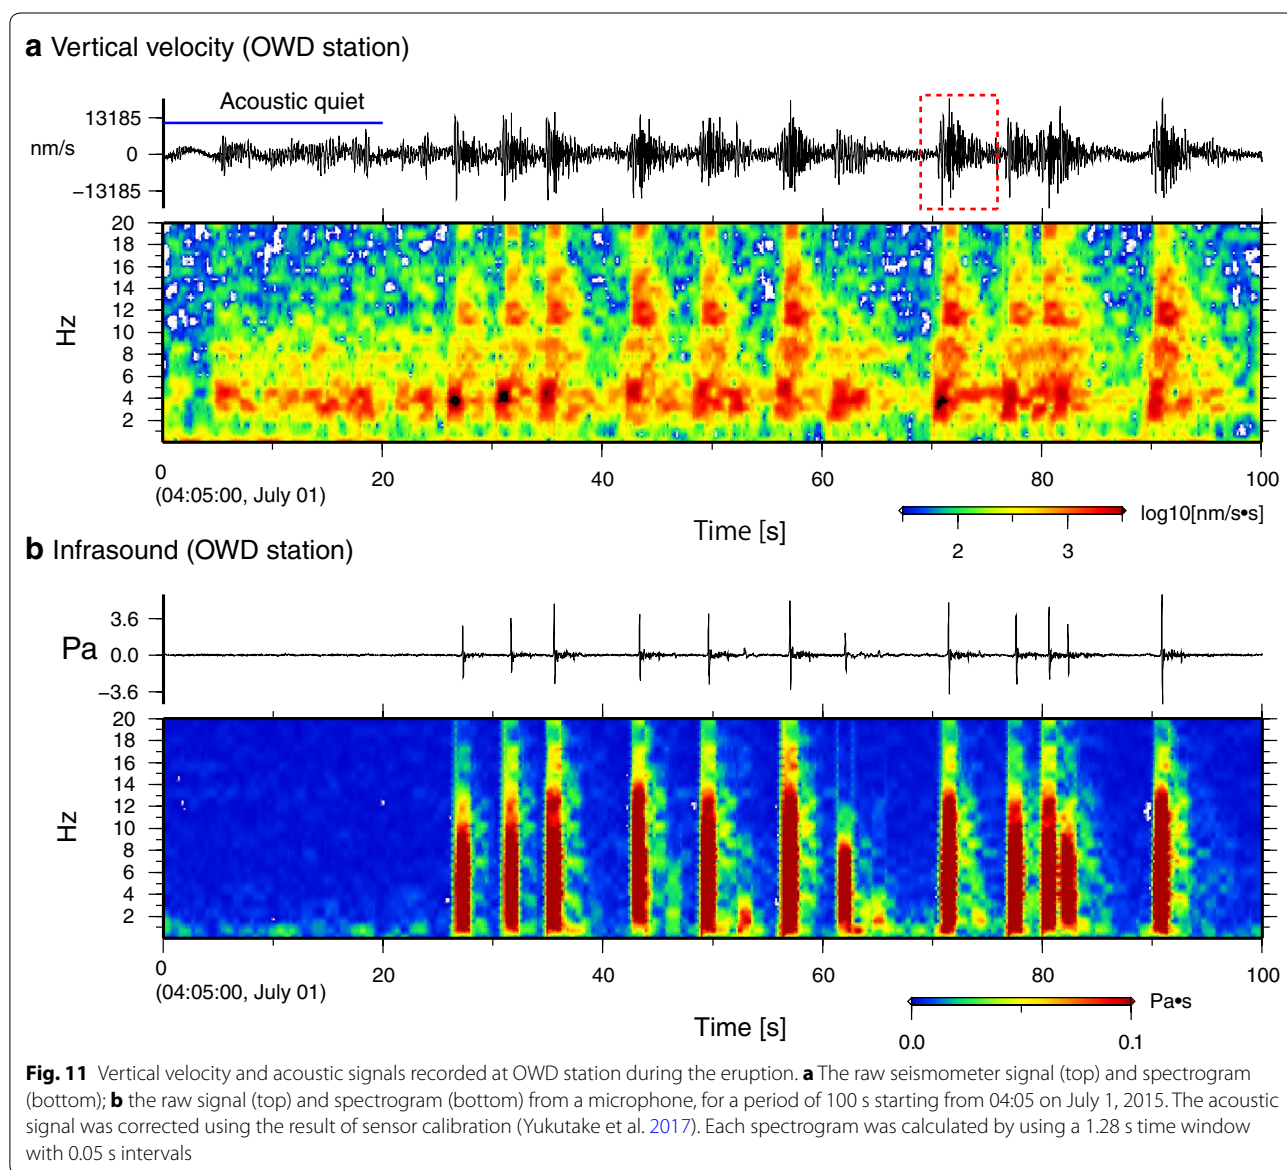 a Vertical velocity (OWD station)
Acoustic quiet
13185
nm/s
0
−13185
20
18
16
14
12
10
8
6
4
2
Hz
0 20 40 60 80 100
(04:05:00, July 01)
Time [s]
log10[nm/s•s]
2 3
b Infrasound (OWD station)
3.6
Pa 0.0
−3.6
20
18
16
14
12
10
8
6
4
2
Hz
0 20 40 60 80 100
(04:05:00, July 01)
Time [s]
Pa•s
0.0 0.1
Fig. 11 Vertical velocity and acoustic signals recorded at OWD station during the eruption. a The raw seismometer signal (top) and spectrogram
(bottom); b the raw signal (top) and spectrogram (bottom) from a microphone, for a period of 100 s starting from 04:05 on July 1, 2015. The acoustic
signal was corrected using the result of sensor calibration (Yukutake et al. 2017). Each spectrogram was calculated by using a 1.28 s time window
with 0.05 s intervals